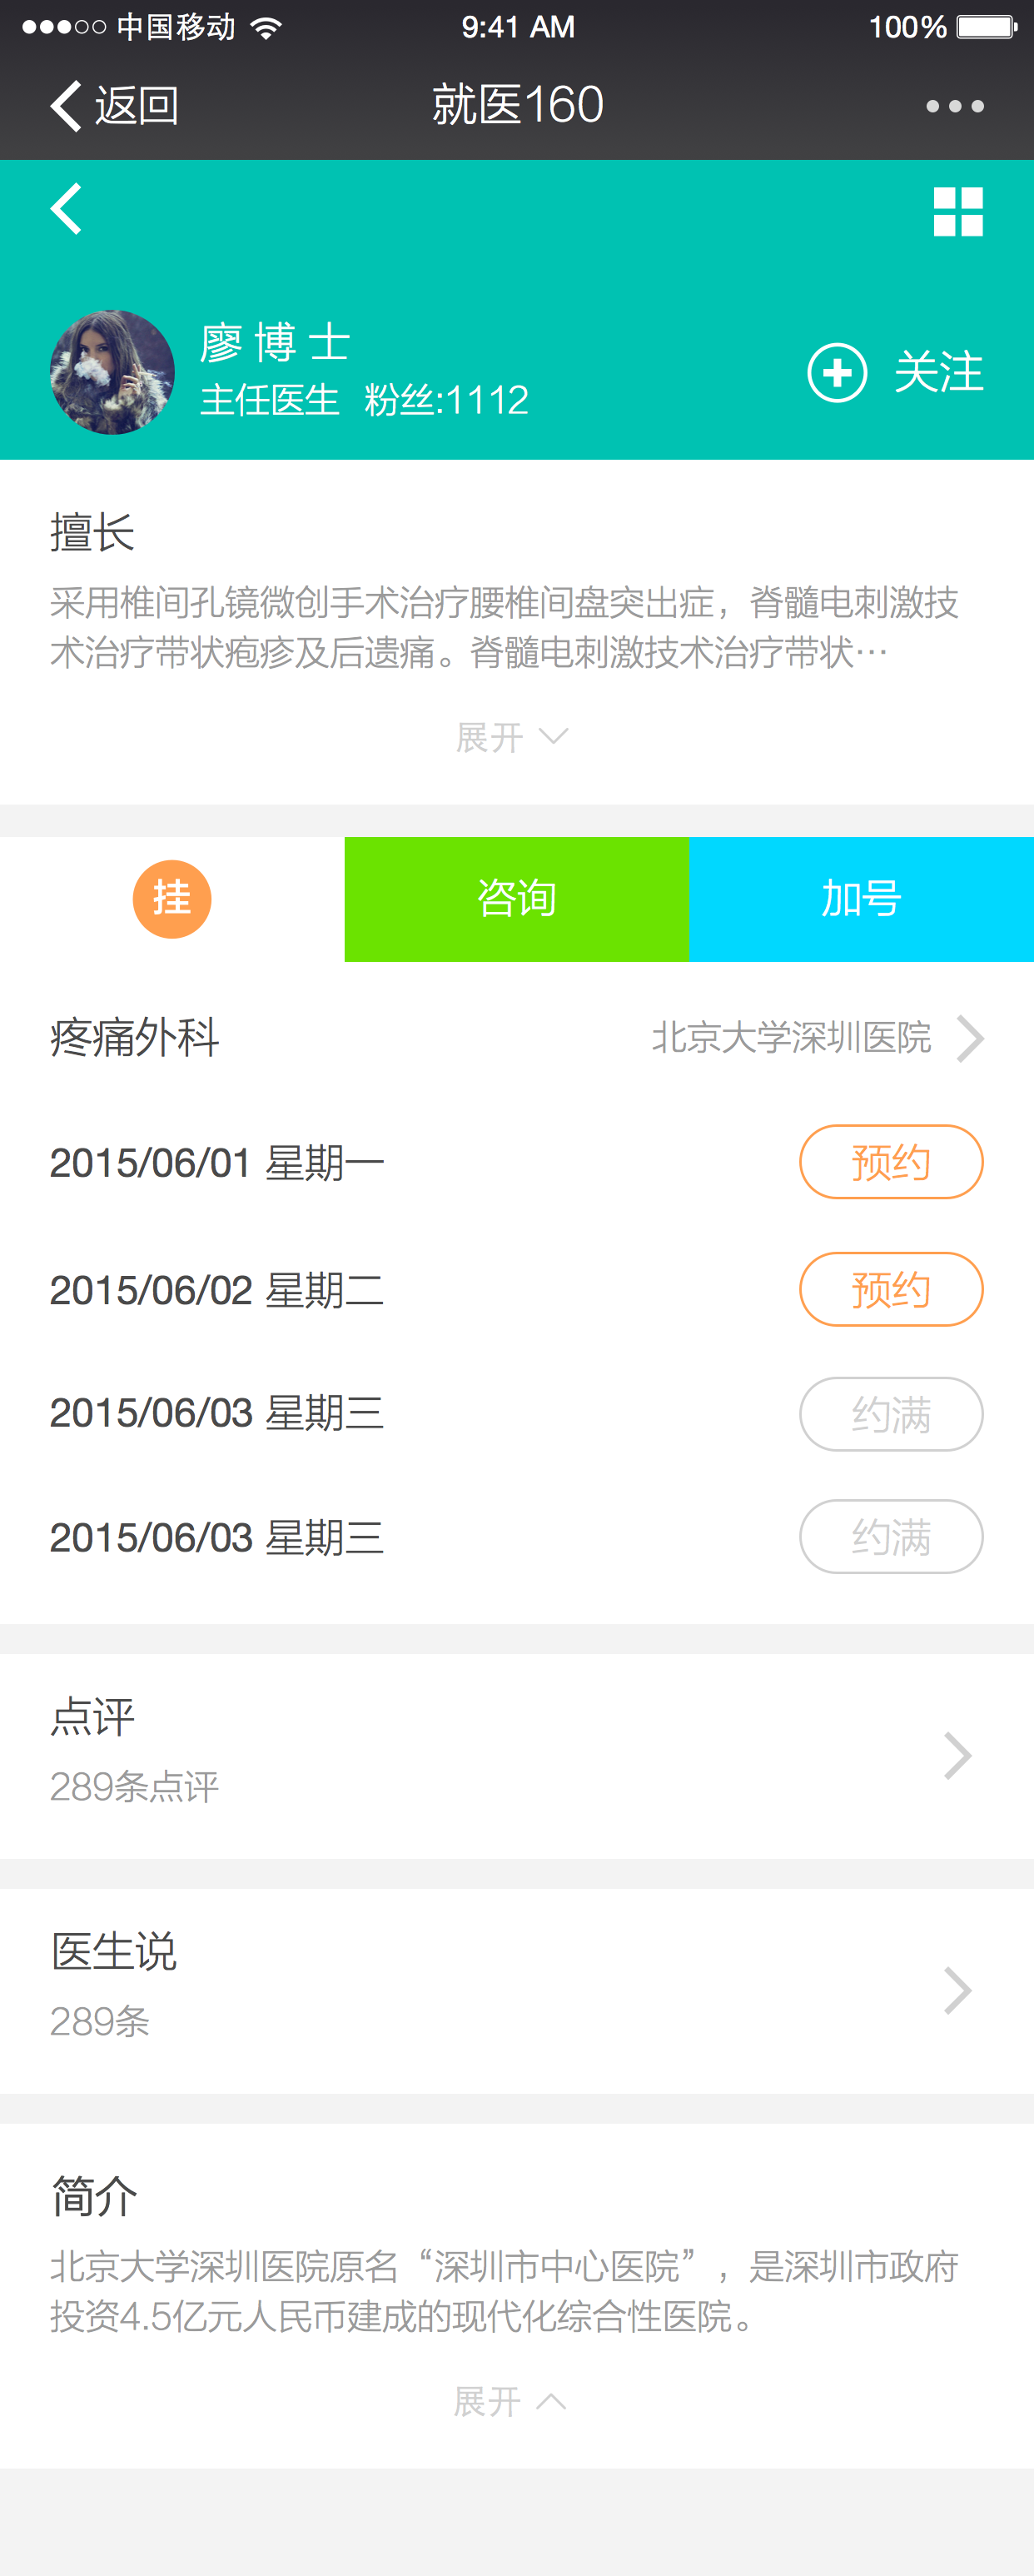 中国移动 9:41 AM 100%
返回 就医160
廖博士
主任医生 粉丝:1112
关注
擅长
采用椎间孔镜微创手术治疗腰椎间盘突出症，脊髓电刺激技
术治疗带状疱疹及后遗痛。脊髓电刺激技术治疗带状…
展开
挂 咨询 加号
疼痛外科 北京大学深圳医院
2015/06/01 星期一 预约
2015/06/02 星期二 预约
2015/06/03 星期三 约满
2015/06/03 星期三 约满
点评
289条点评
医生说
289条
简介
北京大学深圳医院原名“深圳市中心医院”，是深圳市政府
投资4.5亿元人民币建成的现代化综合性医院。
展开